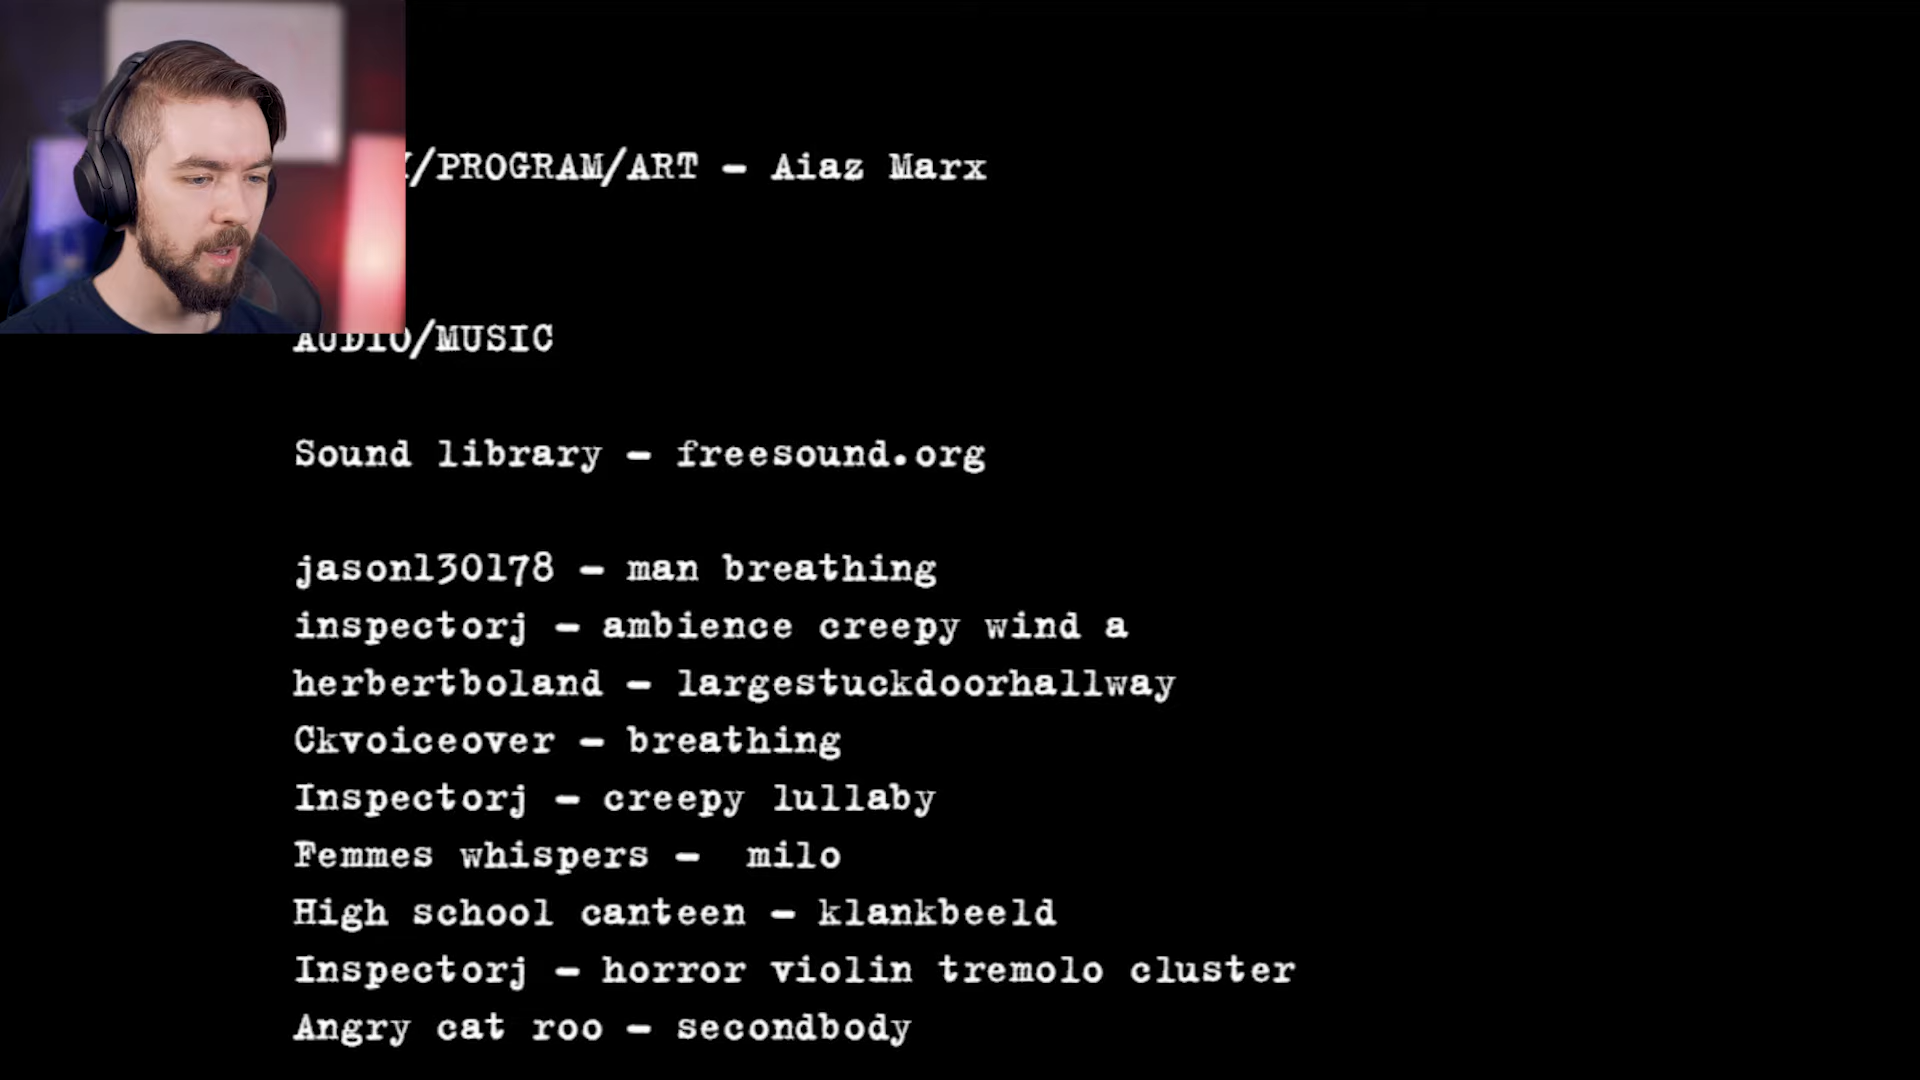 /PROGRAM/ART - Aiaz Marx
AUDIO/MUSIC
Sound library - freesound.org
jason130178 - man breathing
inspectorj - ambience creepy wind a
herbertboland - largestuckdoorhallway
Ckvoiceover - breathing
Inspectorj - creepy lullaby
Femmes whispers -  milo
High school canteen - klankbeeld
Inspectorj - horror violin tremolo cluster
Angry cat roo - secondbody